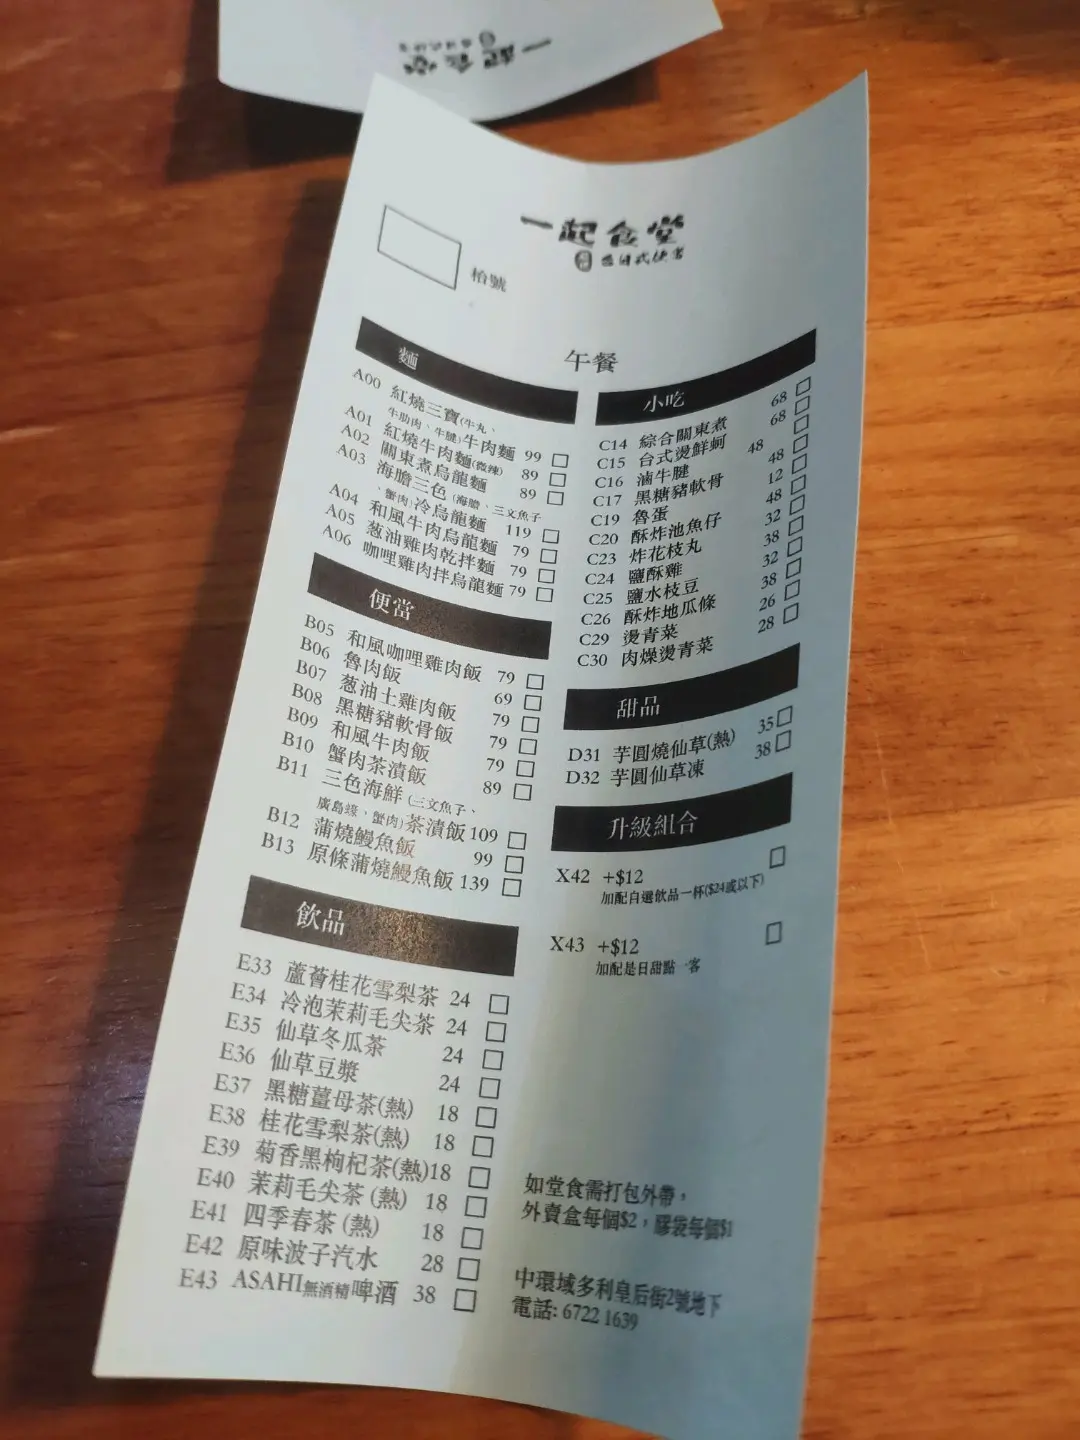 一起食堂
一起食堂
日式便當
枱號
午餐
麵
A00 紅燒三寶(牛丸、
牛肋肉、牛腱)牛肉麵 99
A01 紅燒牛肉麵(微辣) 89
A02 關東煮烏龍麵 89
A03 海膽三色 (海膽、三文魚子
、蟹肉)冷烏龍麵 119
A04 和風牛肉烏龍麵 79
A05 葱油雞肉乾拌麵 79
A06 咖哩雞肉拌烏龍麵 79
便當
B05 和風咖哩雞肉飯 79
B06 魯肉飯 69
B07 葱油土雞肉飯 79
B08 黑糖豬軟骨飯 79
B09 和風牛肉飯 79
B10 蟹肉茶漬飯 89
B11 三色海鮮 (三文魚子、
廣島蠔、蟹肉)茶漬飯 109
B12 蒲燒鰻魚飯 99
B13 原條蒲燒鰻魚飯 139
飲品
E33 蘆薈桂花雪梨茶 24
E34 冷泡茉莉毛尖茶 24
E35 仙草冬瓜茶 24
E36 仙草豆漿 24
E37 黑糖薑母茶(熱) 18
E38 桂花雪梨茶(熱) 18
E39 菊香黑枸杞茶(熱)18
E40 茉莉毛尖茶 (熱) 18
E41 四季春茶 (熱) 18
E42 原味波子汽水 28
E43 ASAHI無酒精啤酒 38
小吃
C14 綜合關東煮 68
C15 台式燙鮮蚵 68
C16 滷牛腱 48
C17 黑糖豬軟骨 48
C19 魯蛋 12
C20 酥炸池魚仔 48
C23 炸花枝丸 32
C24 鹽酥雞 38
C25 鹽水枝豆 32
C26 酥炸地瓜條 38
C29 燙青菜 26
C30 肉燥燙青菜 28
甜品
D31 芋圓燒仙草(熱) 35
D32 芋圓仙草凍 38
升級組合
X42 +$12
加配自選飲品一杯($24或以下)
X43 +$12
加配是日甜點一客
如堂食需打包外帶，
外賣盒每個$2，膠袋每個$1
中環域多利皇后街2號地下
電話: 6722 1639